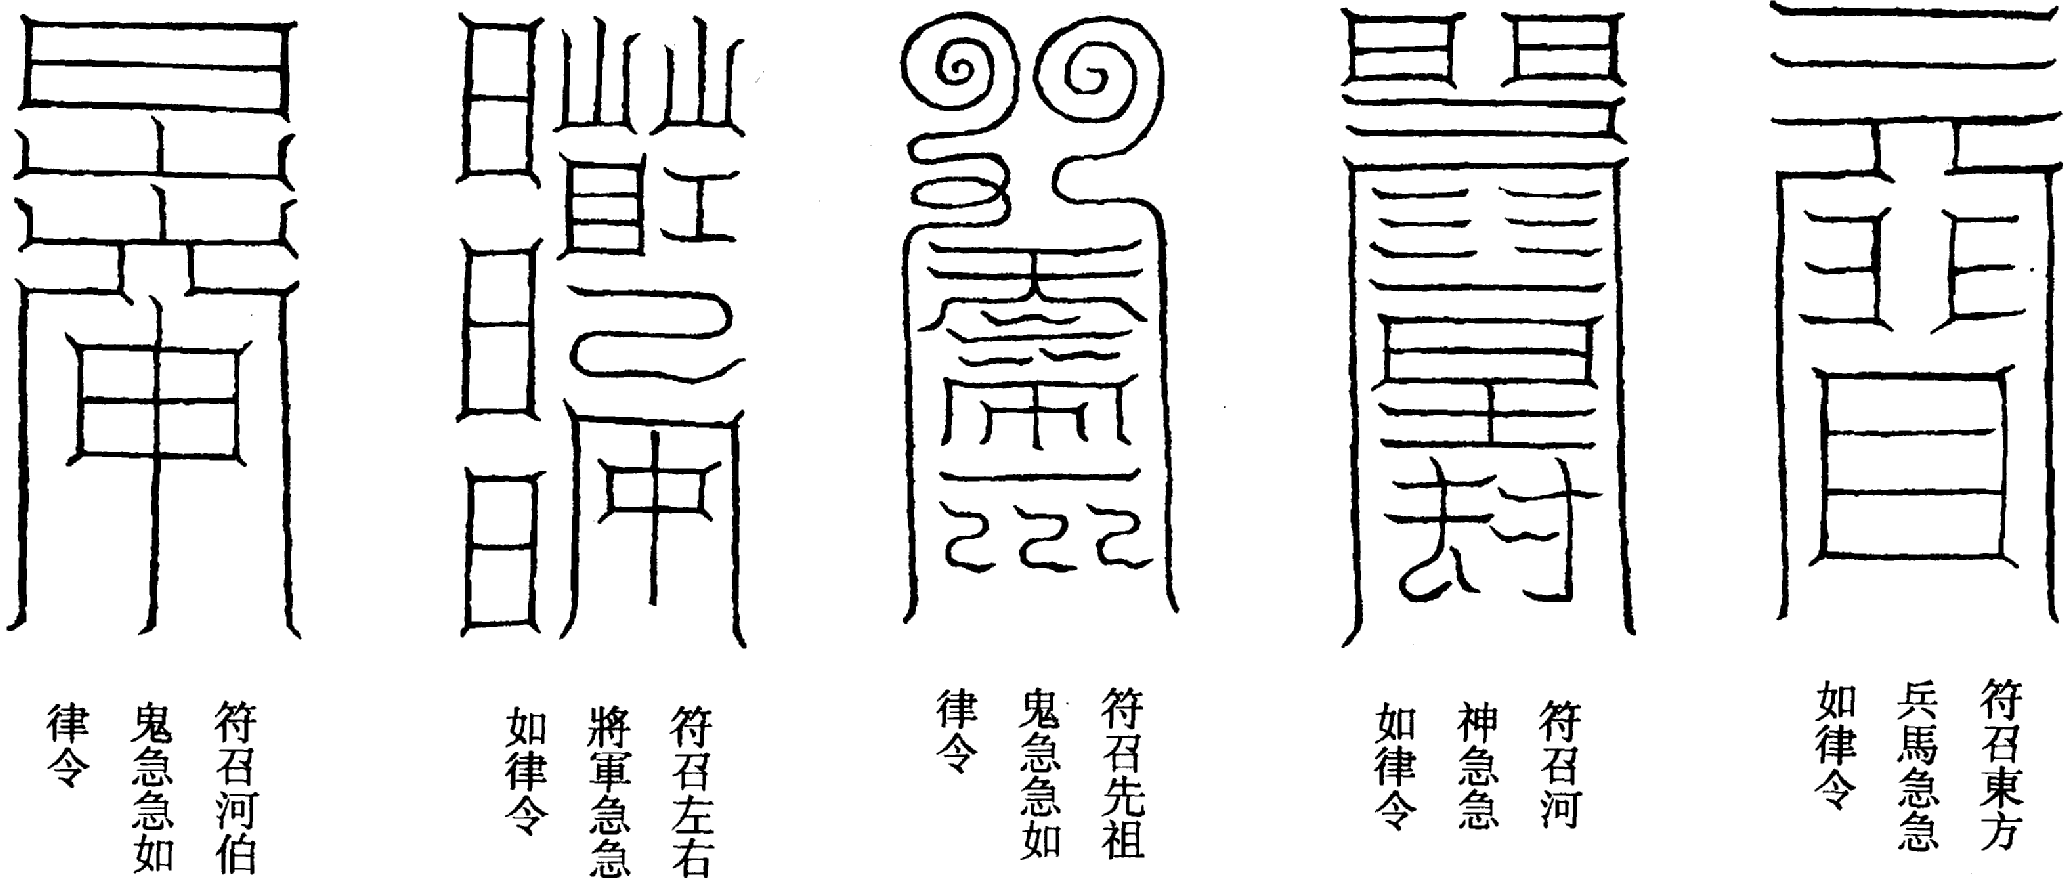 符召東方
兵馬急急
如律令
符召河
神急急
如律令
符召先祖
鬼急急如
律令
符召左右
將軍急急
如律令
符召河伯
鬼急急如
律令